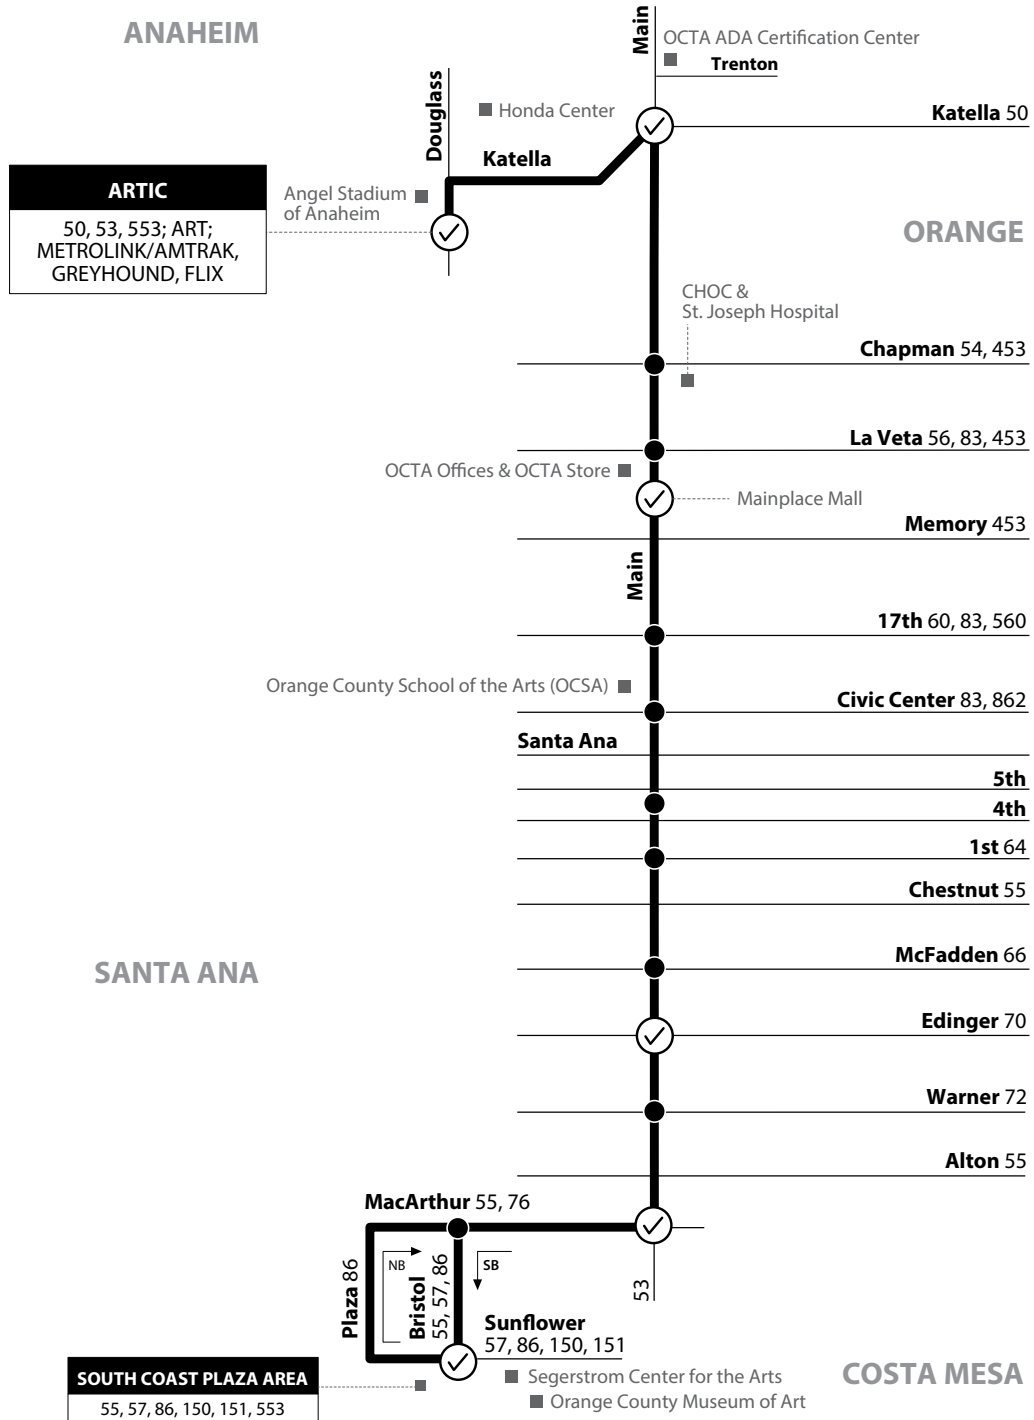 ANAHEIM
Main
OCTA ADA Certification Center
Trenton
Douglass
Honda Center
Katella 50
Katella
ARTIC
50, 53, 553; ART;
METROLINK/AMTRAK,
GREYHOUND, FLIX
Angel Stadium
of Anaheim
ORANGE
CHOC &
St. Joseph Hospital
Chapman 54, 453
La Veta 56, 83, 453
OCTA Offices & OCTA Store
Mainplace Mall
Memory 453
Main
17th 60, 83, 560
Orange County School of the Arts (OCSA)
Civic Center 83, 862
Santa Ana
5th
4th
1st 64
Chestnut 55
McFadden 66
SANTA ANA
Edinger 70
Warner 72
Alton 55
MacArthur 55, 76
Plaza 86
NB
Bristol
55, 57, 86
SB
53
Sunflower
57, 86, 150, 151
SOUTH COAST PLAZA AREA
55, 57, 86, 150, 151, 553
Segerstrom Center for the Arts
Orange County Museum of Art
COSTA MESA